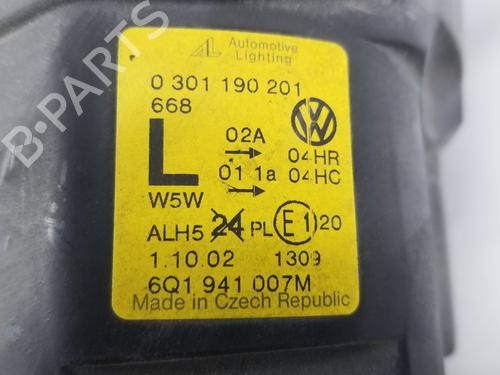 AL Automotive Lighting
0 301 190 201
668
L
02A
04HR
01 1a
04HC
W5W
ALH5 24 PL E1 20
1.10.02 1309
6Q1 941 007M
Made in Czech Republic
B-PARTS